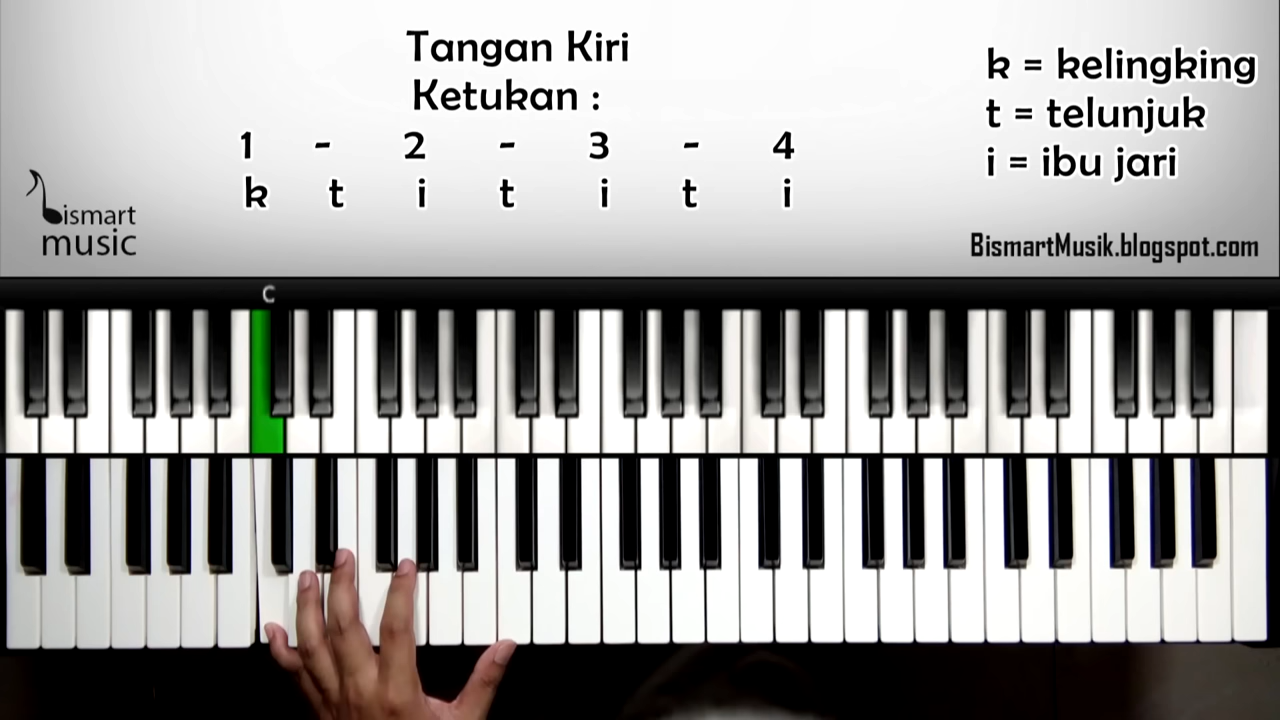 Tangan Kiri
Ketukan :
1 - 2 - 3 - 4
k t i t i t i
k = kelingking
t = telunjuk
i = ibu jari
bismart
music
BismartMusik.blogspot.com
C